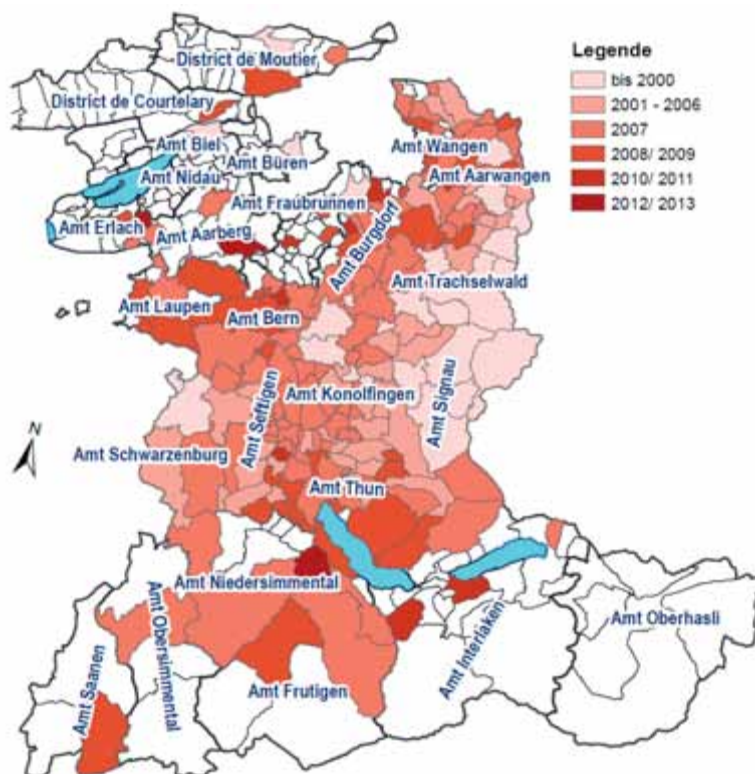 Legende
bis 2000
2001 - 2006
2007
2008/ 2009
2010/ 2011
2012/ 2013
District de Moutier
District de Courtelary
Amt Biel
Amt Büren
Amt Nidau
Amt Wangen
Amt Aarwangen
Amt Fraubrunnen
Amt Erlach
Amt Aarberg
Amt Burgdorf
Amt Trachselwald
Amt Laupen
Amt Bern
Amt Konolfingen
Amt Signau
Amt Seftigen
Amt Schwarzenburg
N
Amt Thun
Amt Niedersimmental
Amt Obersimmental
Amt Oberhasli
Amt Interlaken
Amt Saanen
Amt Frutigen